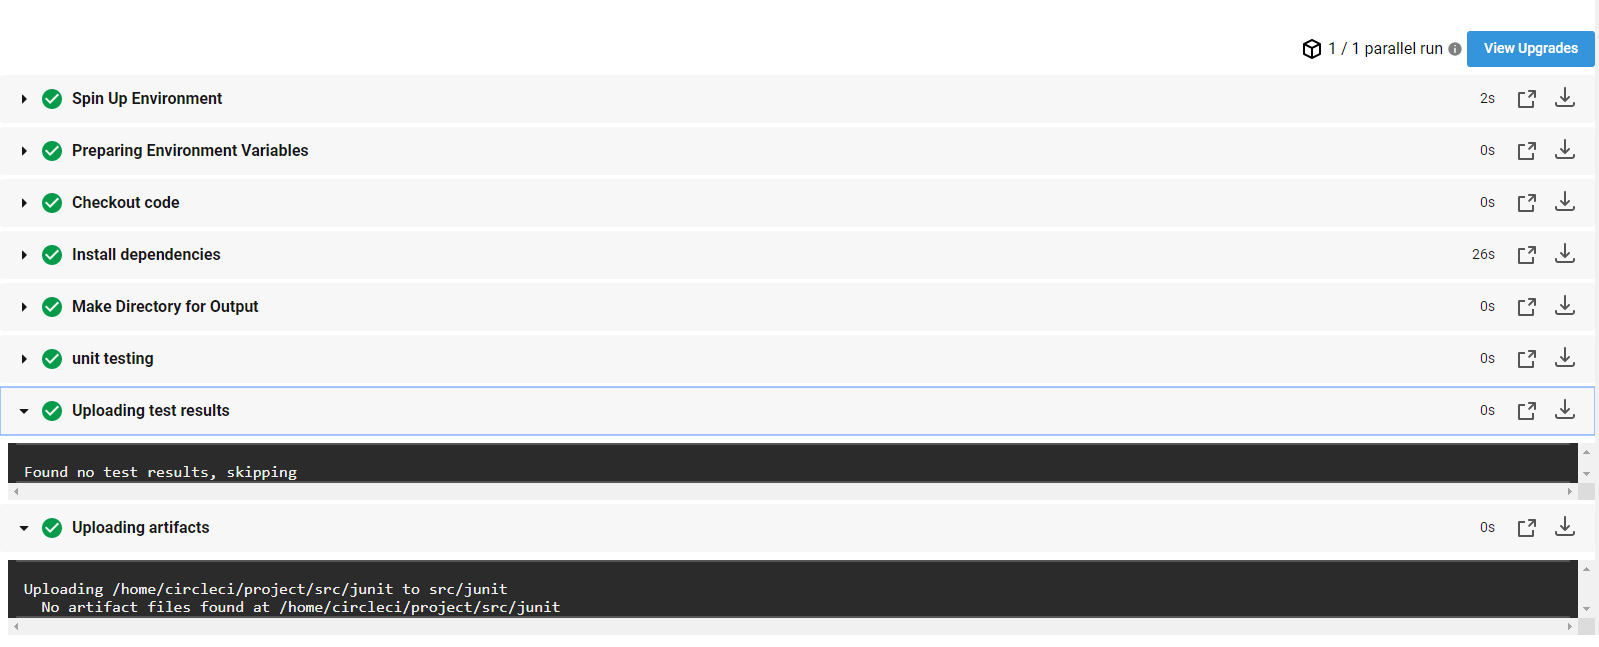 1 / 1 parallel run View Upgrades
Spin Up Environment 2s
Preparing Environment Variables 0s
Checkout code 0s
Install dependencies 26s
Make Directory for Output 0s
unit testing 0s
Uploading test results 0s
Found no test results, skipping
Uploading artifacts 0s
Uploading /home/circleci/project/src/junit to src/junit
No artifact files found at /home/circleci/project/src/junit